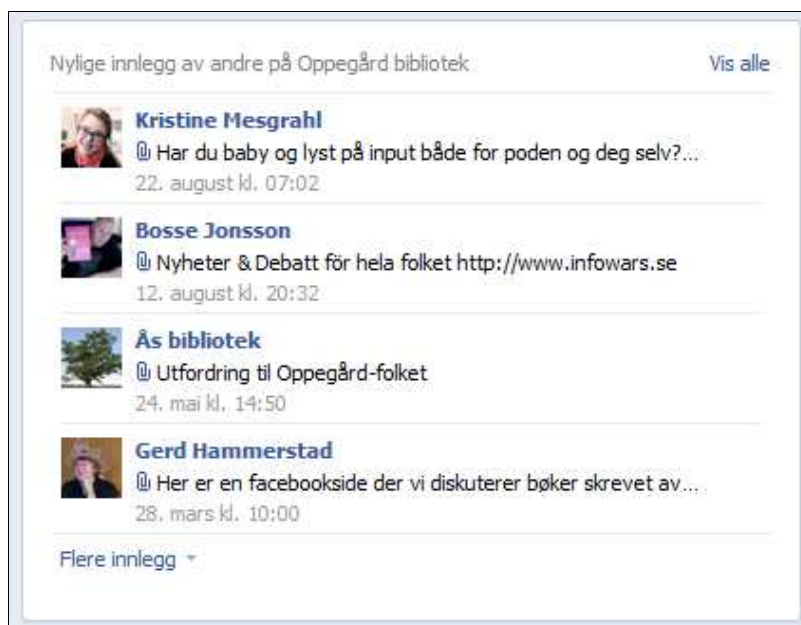 Nylige innlegg av andre på Oppegård bibliotek Vis alle
Kristine Mesgrahl
Har du baby og lyst på input både for poden og deg selv?...
22. august kl. 07:02
Bosse Jonsson
Nyheter & Debatt för hela folket http://www.infowars.se
12. august kl. 20:32
Ås bibliotek
Utfordring til Oppegård-folket
24. mai kl. 14:50
Gerd Hammerstad
Her er en facebookside der vi diskuterer bøker skrevet av...
28. mars kl. 10:00
Flere innlegg